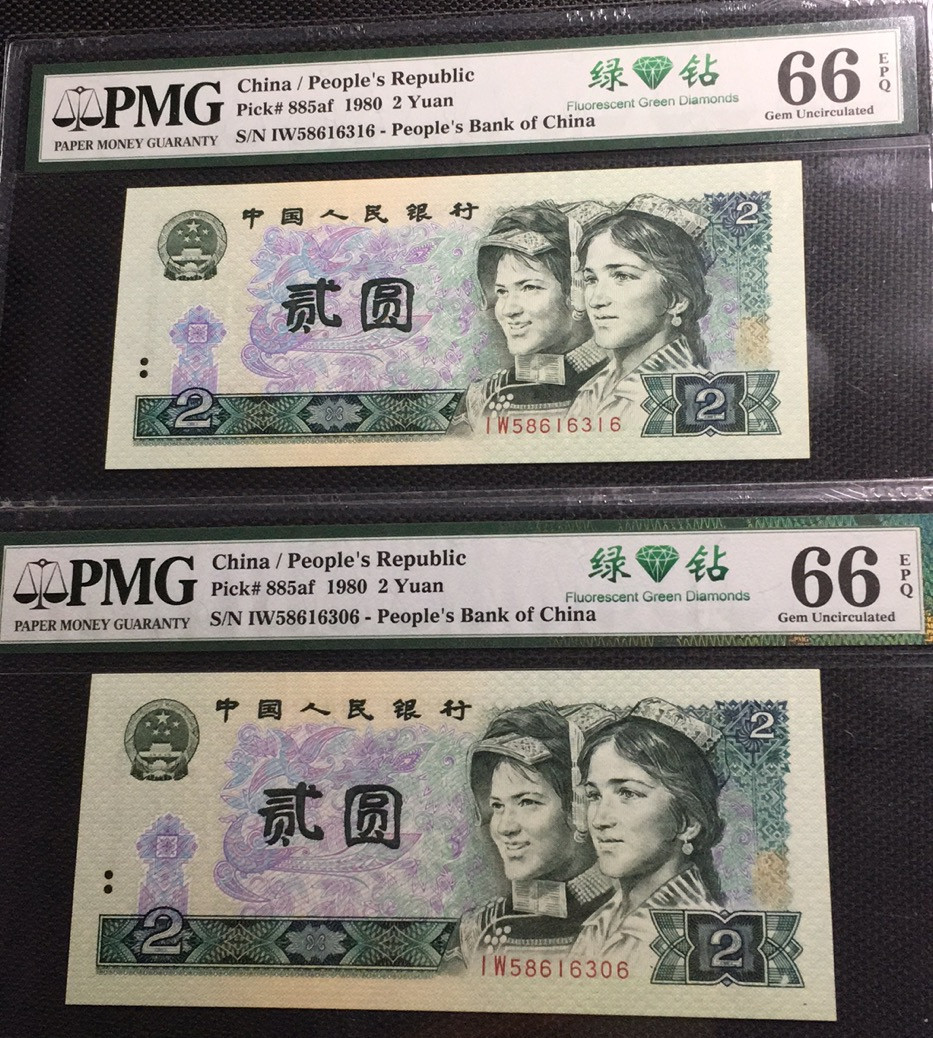 PMG
PAPER MONEY GUARANTY
China / People's Republic
Pick# 885af 1980 2 Yuan
S/N IW58616316 - People's Bank of China
绿 钻
Fluorescent Green Diamonds
66
EPQ
Gem Uncirculated
中国人民银行
2
贰圆
2
2
IW58616316
PMG
PAPER MONEY GUARANTY
China / People's Republic
Pick# 885af 1980 2 Yuan
S/N IW58616306 - People's Bank of China
绿 钻
Fluorescent Green Diamonds
66
EPQ
Gem Uncirculated
中国人民银行
2
贰圆
2
2
IW58616306